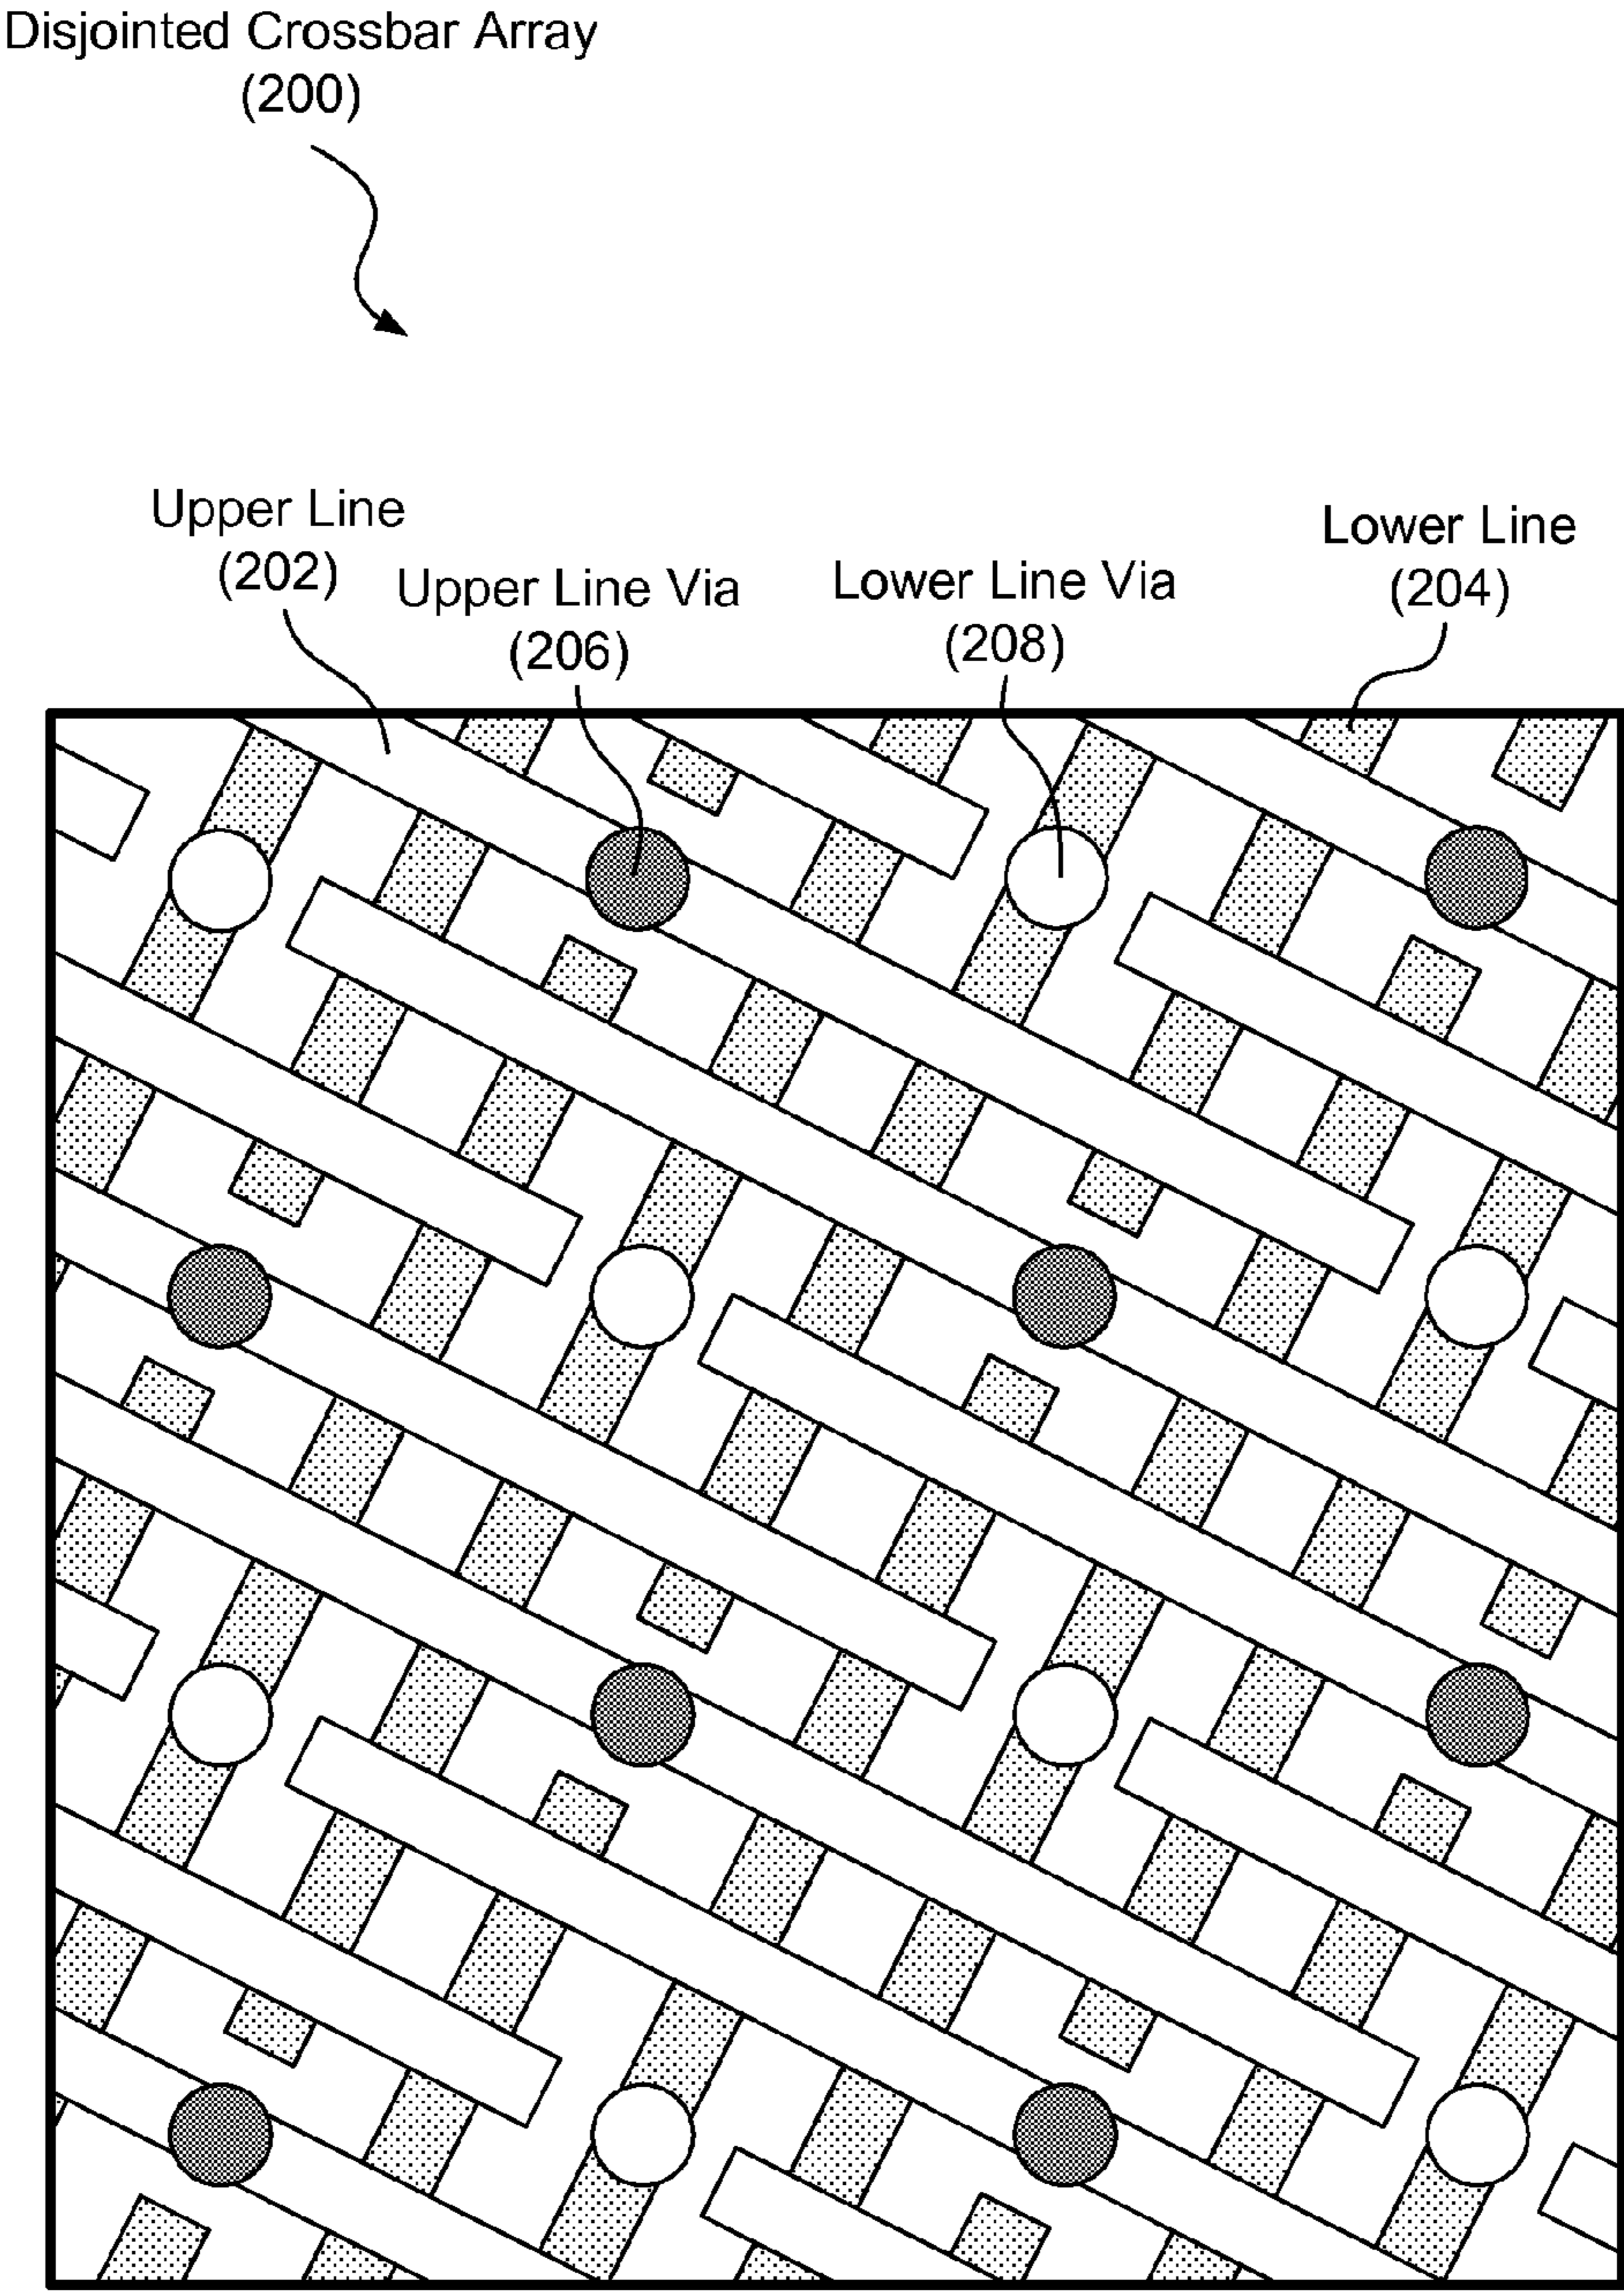 Disjointed Crossbar Array
(200)
Upper Line
(202)
Upper Line Via
(206)
Lower Line Via
(208)
Lower Line
(204)